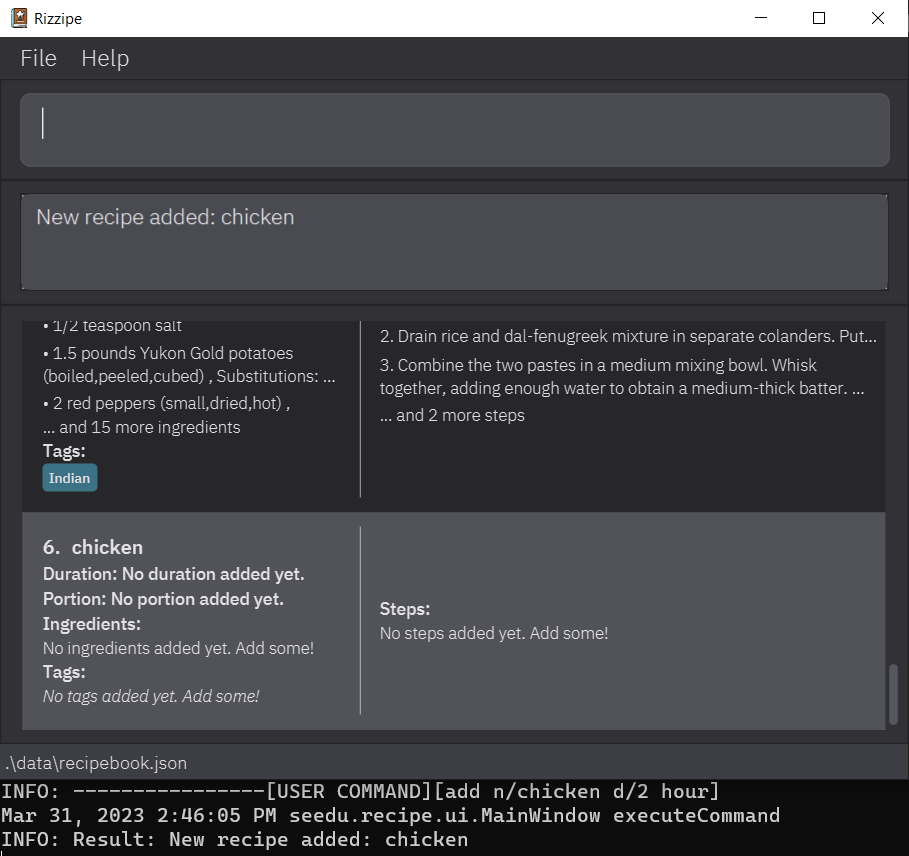 Rizzipe
File Help
New recipe added: chicken
• 1/2 teaspoon salt
• 1.5 pounds Yukon Gold potatoes
(boiled,peeled,cubed) , Substitutions: ...
• 2 red peppers (small,dried,hot) ,
... and 15 more ingredients
Tags:
Indian
2. Drain rice and dal-fenugreek mixture in separate colanders. Put...
3. Combine the two pastes in a medium mixing bowl. Whisk
together, adding enough water to obtain a medium-thick batter. ...
... and 2 more steps
6. chicken
Duration: No duration added yet.
Portion: No portion added yet.
Ingredients:
No ingredients added yet. Add some!
Tags:
No tags added yet. Add some!
Steps:
No steps added yet. Add some!
.\data\recipebook.json
INFO: ----------------[USER COMMAND][add n/chicken d/2 hour]
Mar 31, 2023 2:46:05 PM seedu.recipe.ui.MainWindow executeCommand
INFO: Result: New recipe added: chicken